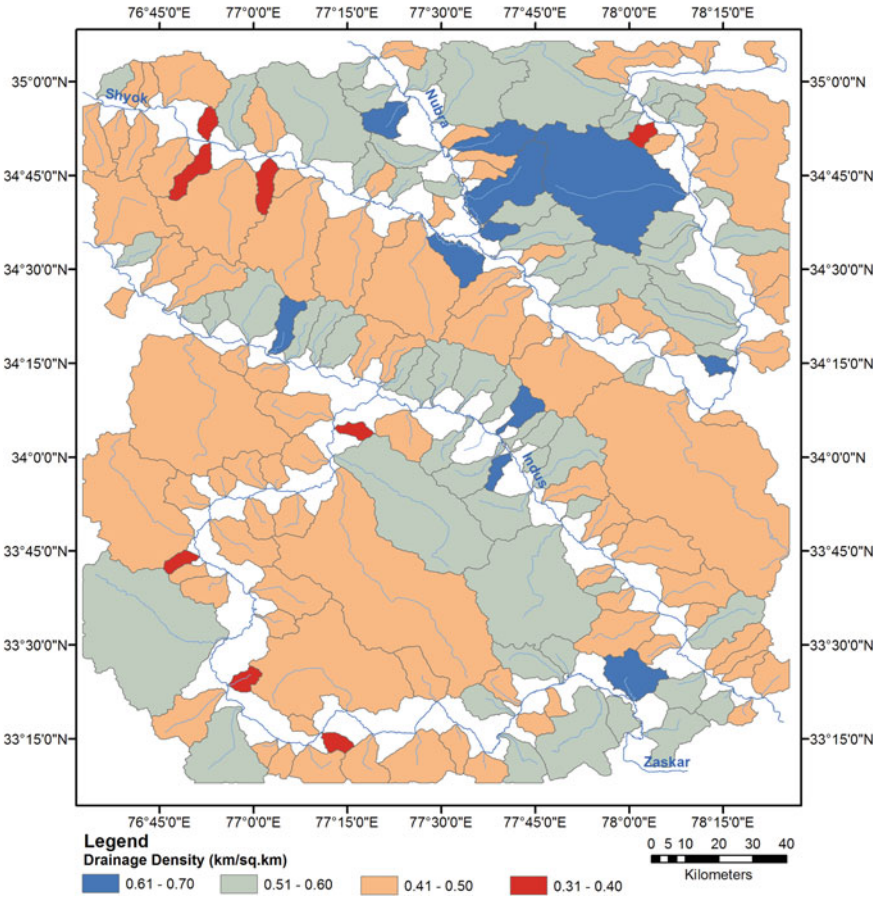 76°45'0"E 77°0'0"E 77°15'0"E 77°30'0"E 77°45'0"E 78°0'0"E 78°15'0"E
35°0'0"N 35°0'0"N
Shyok
Nubra
34°45'0"N 34°45'0"N
34°30'0"N 34°30'0"N
34°15'0"N 34°15'0"N
34°0'0"N 34°0'0"N
Indus
33°45'0"N 33°45'0"N
33°30'0"N 33°30'0"N
33°15'0"N 33°15'0"N
Zaskar
76°45'0"E 77°0'0"E 77°15'0"E 77°30'0"E 77°45'0"E 78°0'0"E 78°15'0"E
Legend
Drainage Density (km/sq.km)
0.61 - 0.70 0.51 - 0.60 0.41 - 0.50 0.31 - 0.40
0 5 10 20 30 40
Kilometers